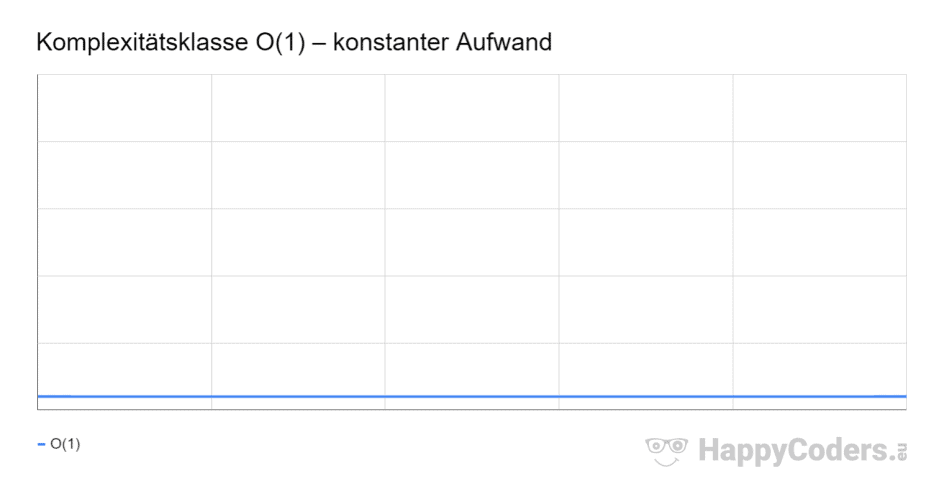 Komplexitätsklasse O(1) – konstanter Aufwand
O(1)
HappyCoders.eu